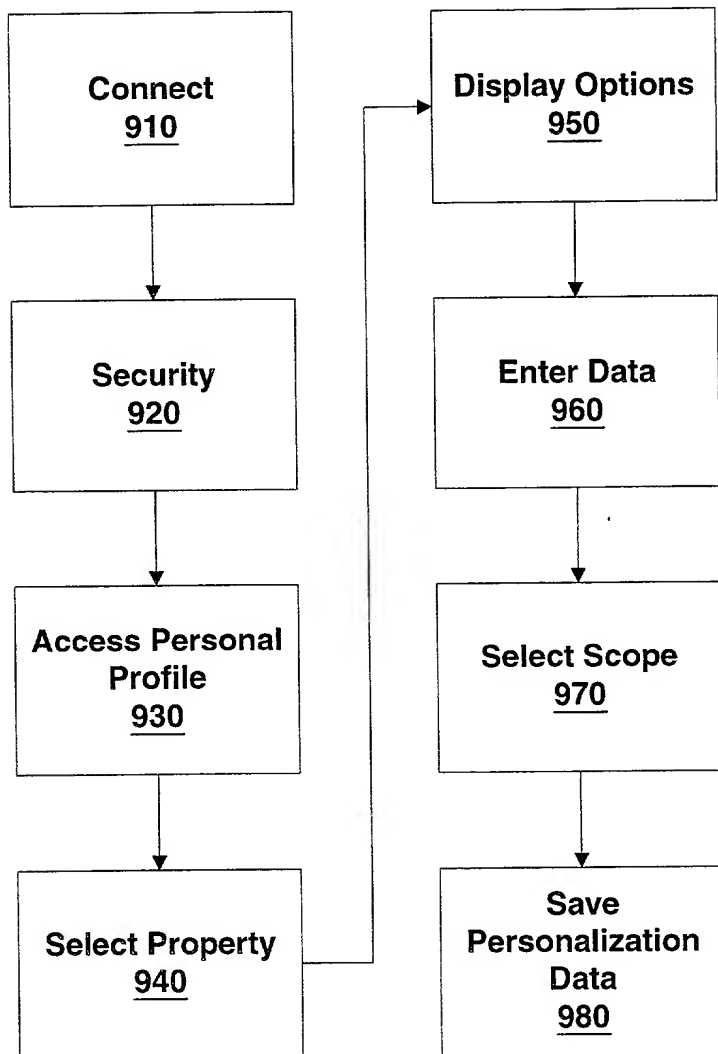 Connect
910
Security
920
Access Personal
Profile
930
Select Property
940
Display Options
950
Enter Data
960
Select Scope
970
Save
Personalization
Data
980